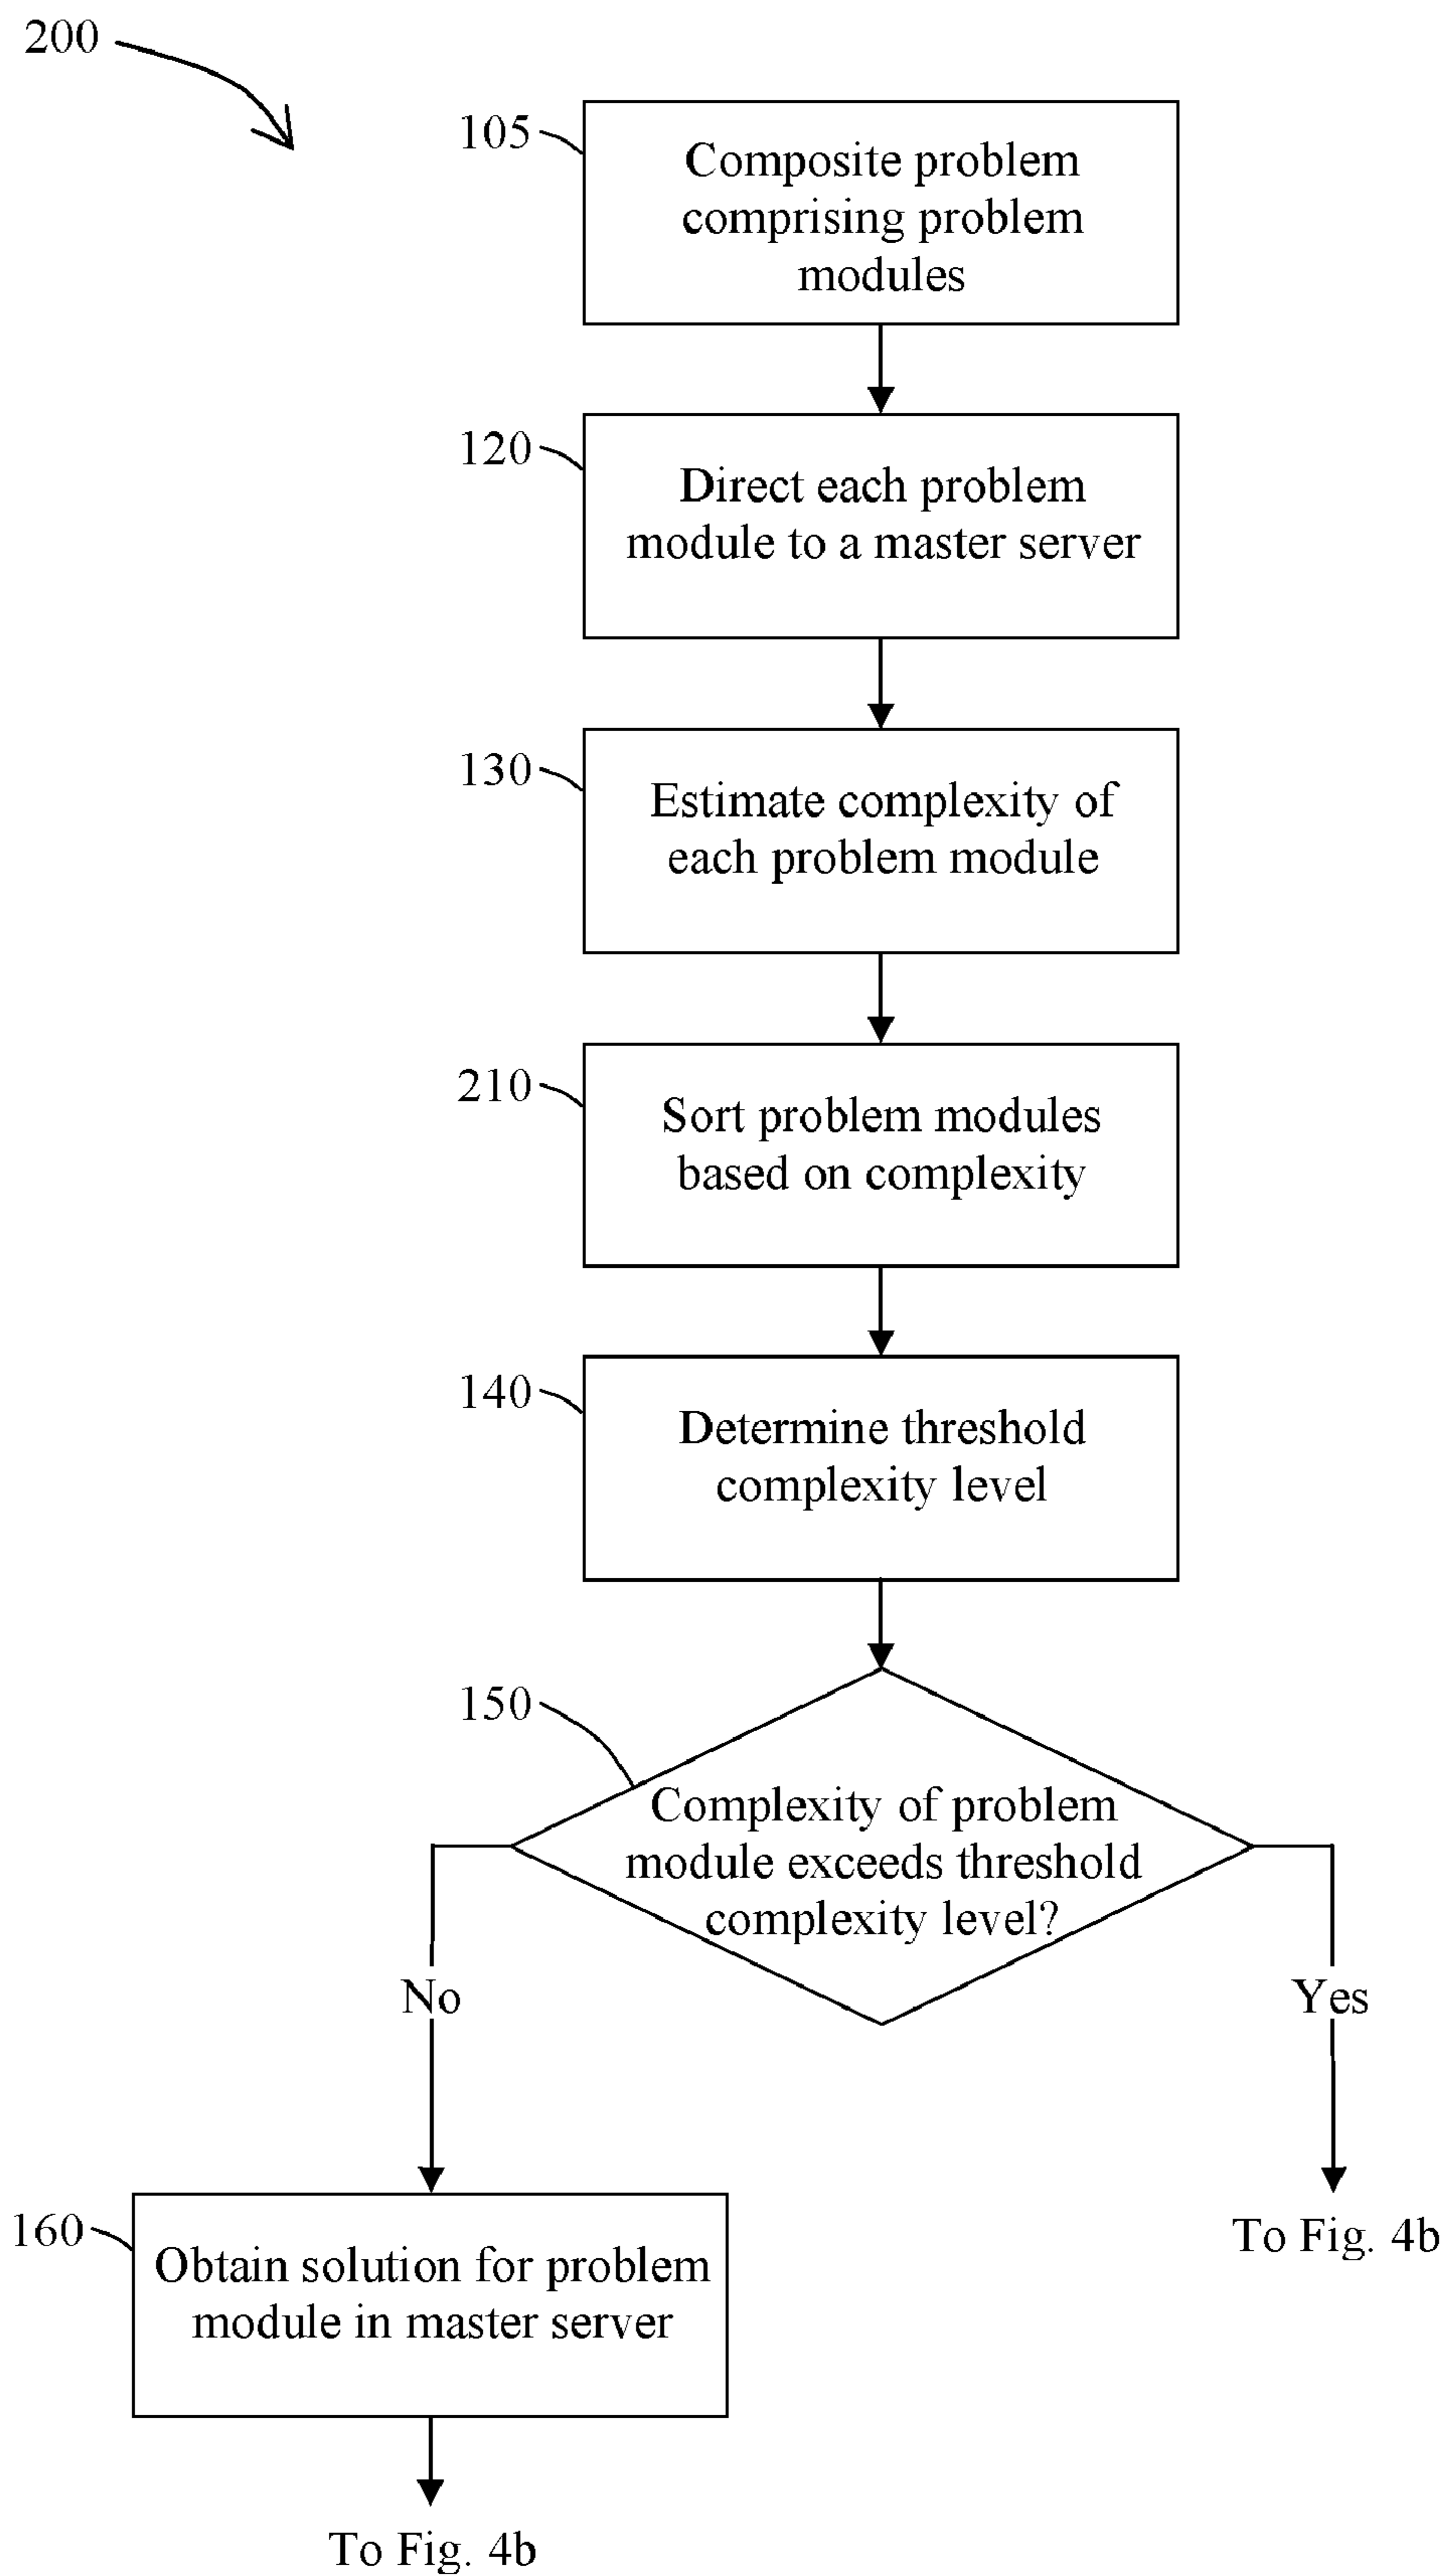 200
105
Composite problem
comprising problem
modules
120
Direct each problem
module to a master server
130
Estimate complexity of
each problem module
210
Sort problem modules
based on complexity
140
Determine threshold
complexity level
150
Complexity of problem
module exceeds threshold
complexity level?
No
Yes
160
Obtain solution for problem
module in master server
To Fig. 4b
To Fig. 4b